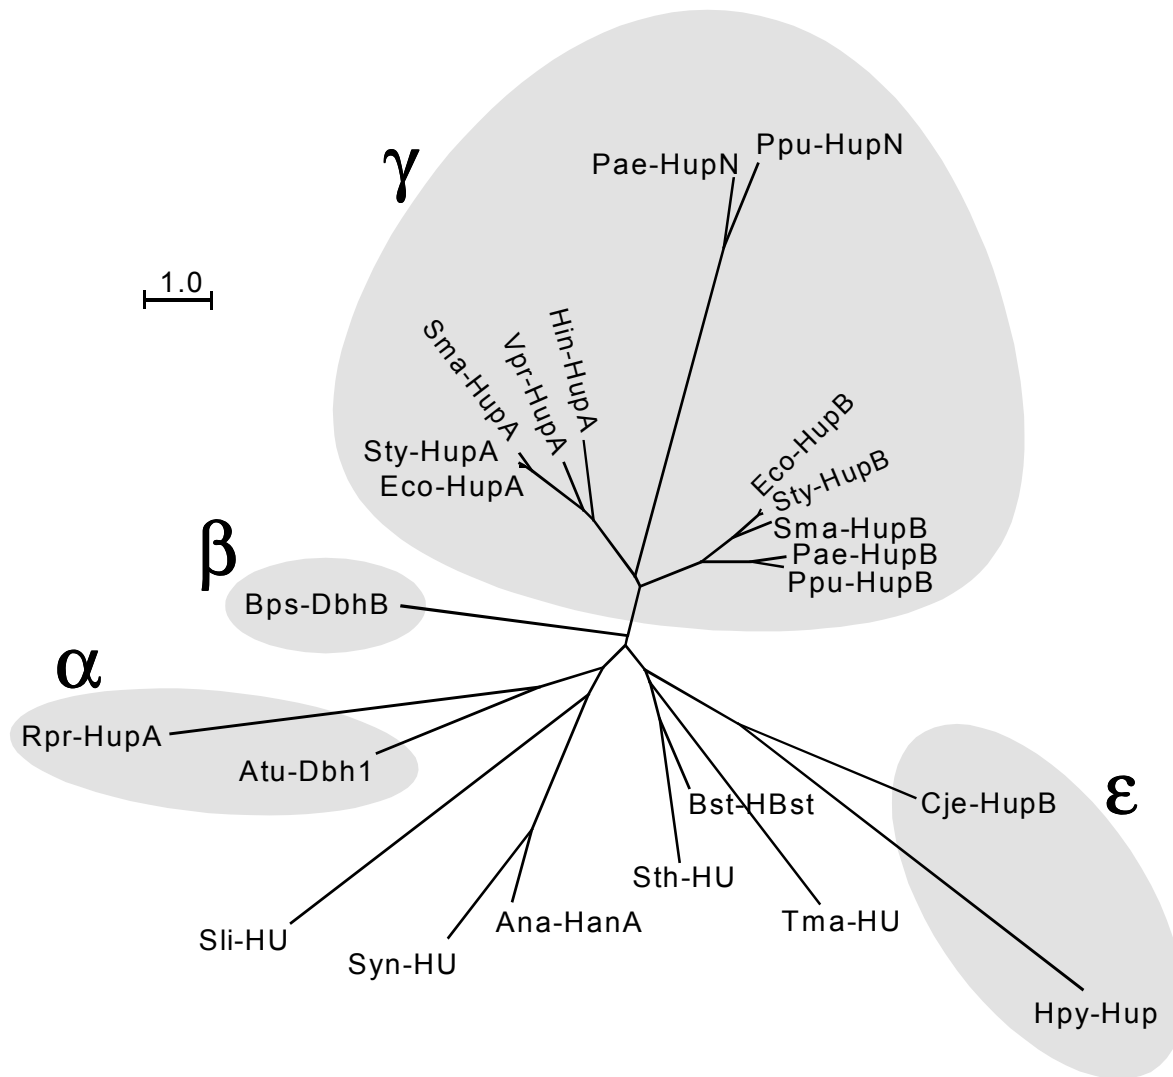 Ppu-HupN
Pae-HupN
γ
1.0
Hin-HupA
Sma-HupA
Vpr-HupA
Eco-HupB
Sty-HupA
Sty-HupB
Eco-HupA
Sma-HupB
Pae-HupB
Ppu-HupB
β
Bps-DbhB
α
Rpr-HupA
Atu-Dbh1
ε
Bst-HBst
Cje-HupB
Sth-HU
Ana-HanA
Tma-HU
Sli-HU
Syn-HU
Hpy-Hup